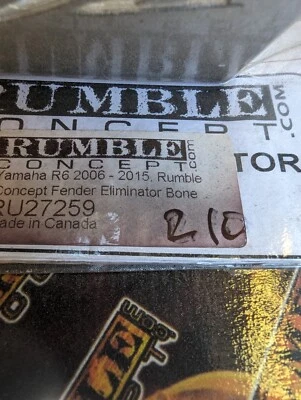 RUMBLE
CONCEPT.com
RUMBLE
CONCEPT.com
TOR
Yamaha R6 2006 - 2015. Rumble
Concept Fender Eliminator Bone
RU27259
Made in Canada
210